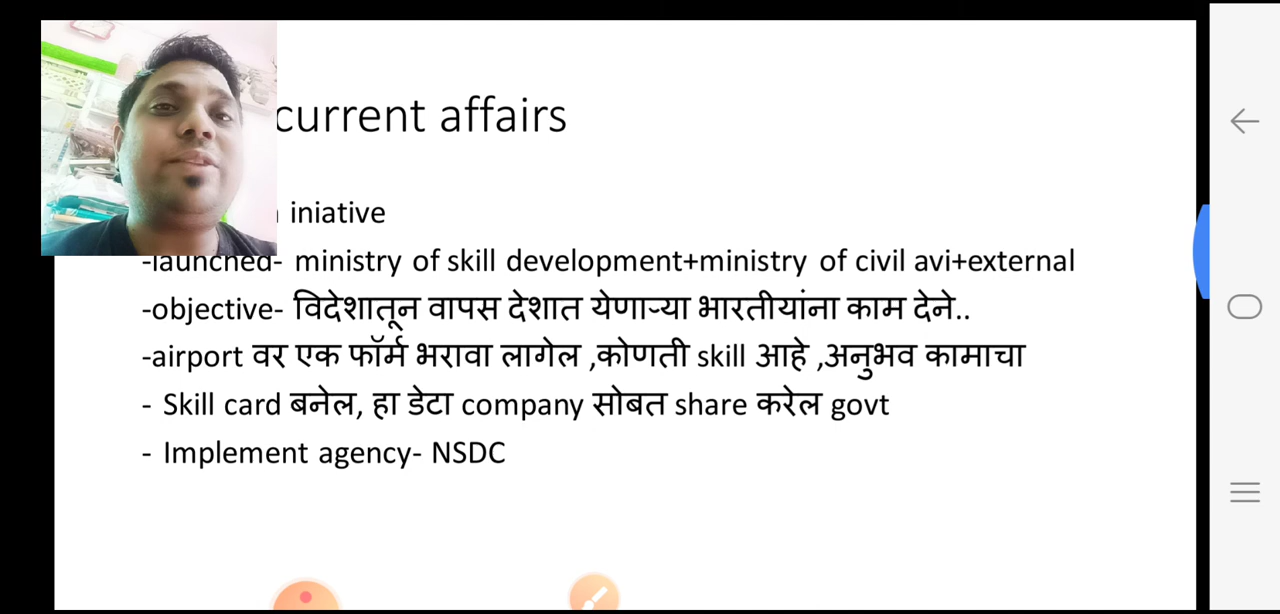 current affairs
iniative
-launched- ministry of skill development+ministry of civil avi+external
-objective- विदेशातून वापस देशात येणाऱ्या भारतीयांना काम देने..
-airport वर एक फॉर्म भरावा लागेल ,कोणती skill आहे ,अनुभव कामाचा
- Skill card बनेल, हा डेटा company सोबत share करेल govt
- Implement agency- NSDC